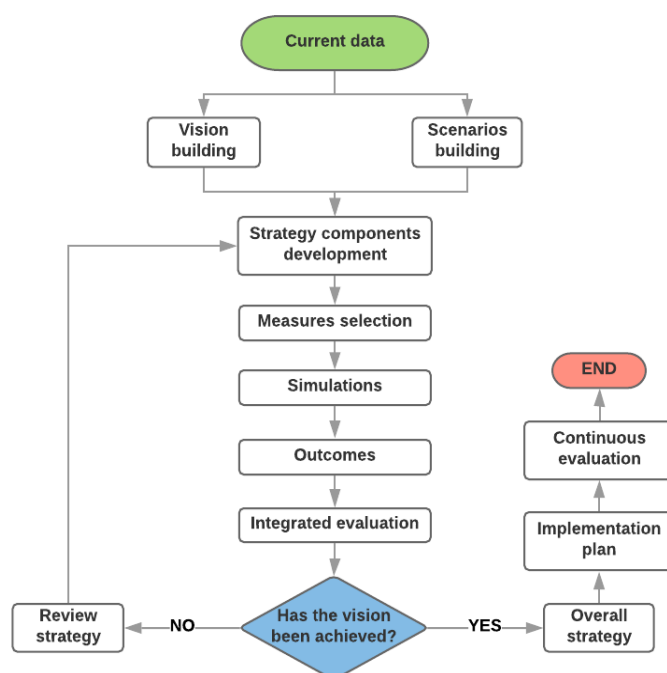 Current data
Vision
building
Scenarios
building
Strategy components
development
Measures selection
Simulations
Outcomes
Integrated evaluation
Has the vision
been achieved?
NO
Review
strategy
YES
Overall
strategy
Implementation
plan
Continuous
evaluation
END